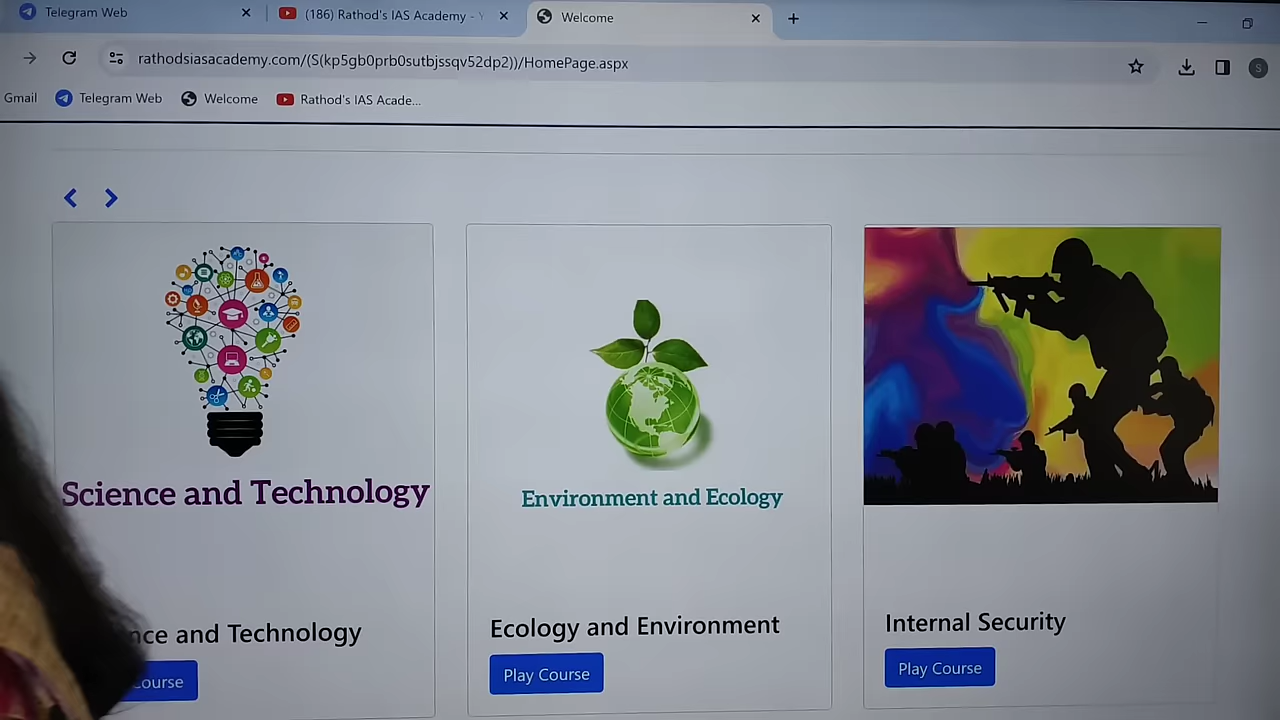 Telegram Web
(186) Rathod's IAS Academy - Y
Welcome
rathodsiasacademy.com/(S(kp5gb0prb0sutbjssqv52dp2))/HomePage.aspx
S
Gmail
Telegram Web
Welcome
Rathod's IAS Acade...
Science and Technology
Environment and Ecology
nce and Technology
Ecology and Environment
Internal Security
Course
Play Course
Play Course